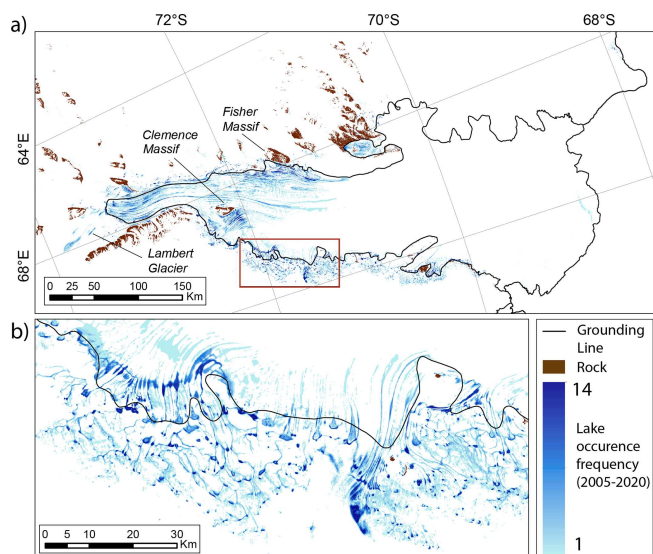 72°S
70°S
68°S
a)
64°E
68°E
Fisher
Massif
Clemence
Massif
Lambert
Glacier
0 25 50 100 150
Km
b)
0 5 10 20 30
Km
Grounding
Line
Rock
14
Lake
occurence
frequency
(2005-2020)
1